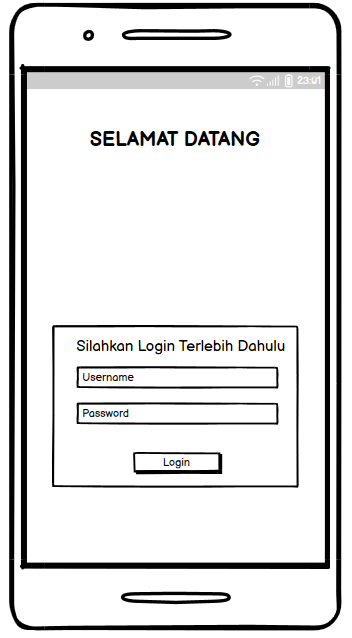 23:01
SELAMAT DATANG
Silahkan Login Terlebih Dahulu
Username
Password
Login